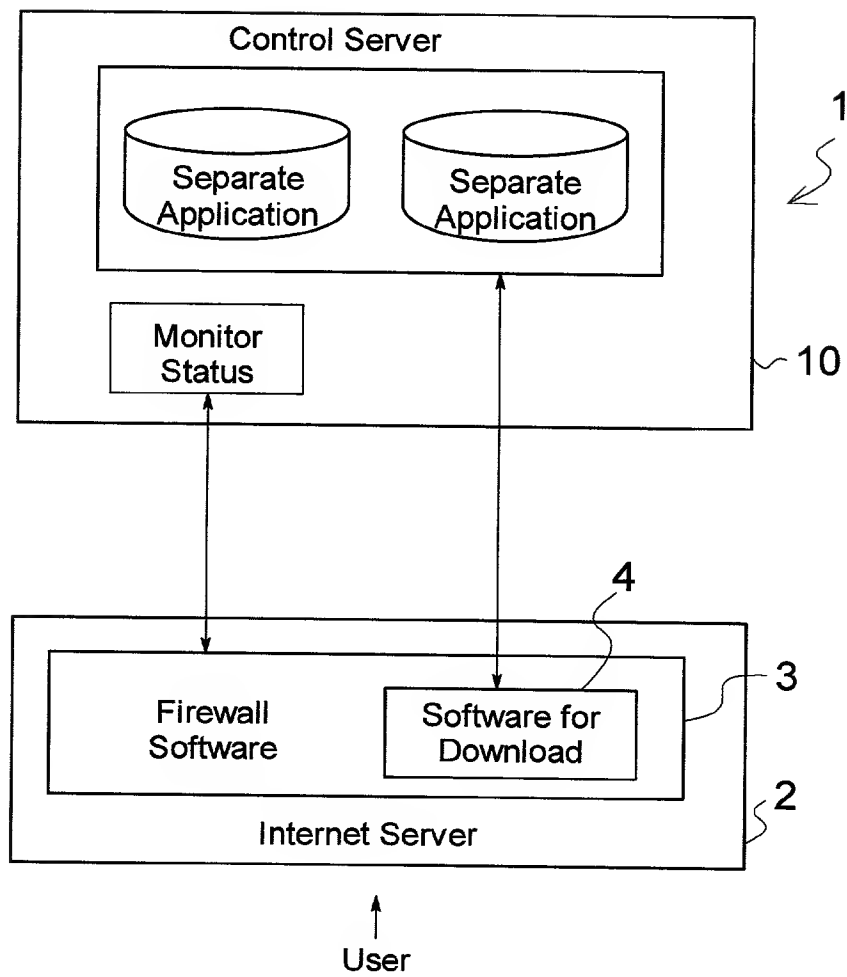 Control Server
1
Separate
Application
Separate
Application
Monitor
Status
10
4
3
Firewall
Software
Software for
Download
2
Internet Server
User